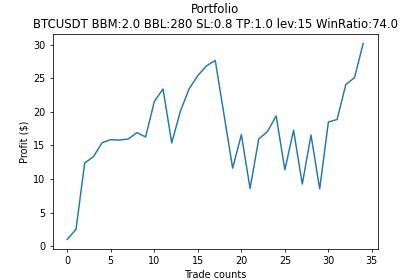 Portfolio
BTCUSDT BBM:2.0 BBL:280 SL:0.8 TP:1.0 lev:15 WinRatio:74.0
30
25
20
15
10
5
0
Profit ($)
0 5 10 15 20 25 30 35
Trade counts